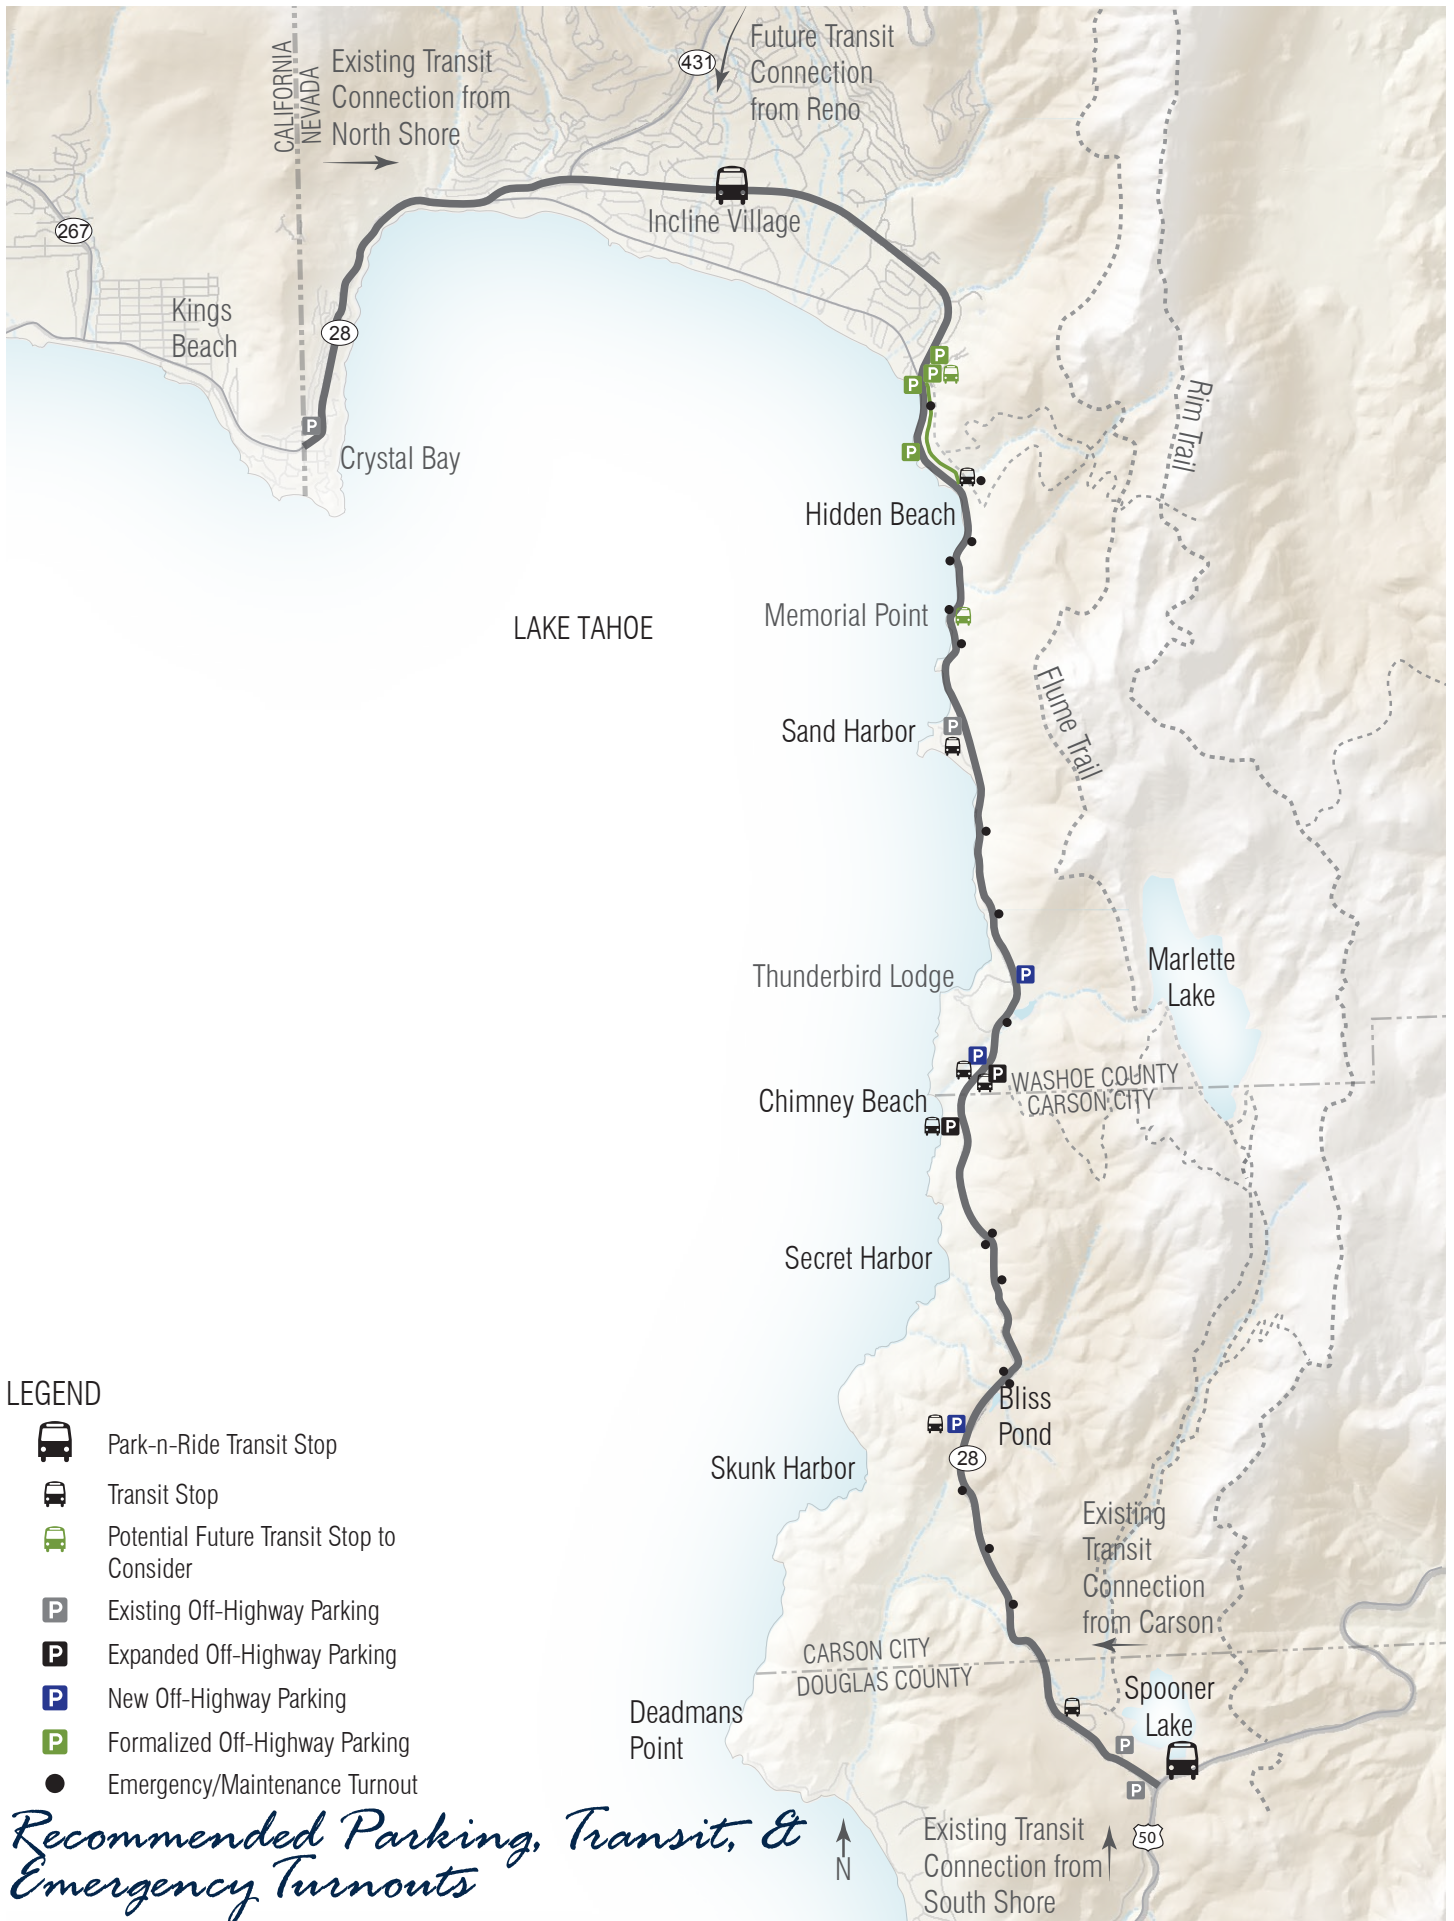 CALIFORNIA
NEVADA
Existing Transit
Connection from
North Shore
431
Future Transit
Connection
from Reno
267
Incline Village
Kings
Beach
28
P
Crystal Bay
P
P
P
P
Rim Trail
Hidden Beach
Memorial Point
LAKE TAHOE
Flume Trail
Sand Harbor
P
Thunderbird Lodge
P
Marlette
Lake
P
P
WASHOE COUNTY
CARSON CITY
Chimney Beach
P
Secret Harbor
Bliss
Pond
P
28
Skunk Harbor
Existing
Transit
Connection
from Carson
CARSON CITY
DOUGLAS COUNTY
Spooner
Lake
Deadmans
Point
P
P
50
Existing Transit
Connection from
South Shore
N
LEGEND
Park-n-Ride Transit Stop
Transit Stop
Potential Future Transit Stop to
Consider
P Existing Off-Highway Parking
P Expanded Off-Highway Parking
P New Off-Highway Parking
P Formalized Off-Highway Parking
Emergency/Maintenance Turnout
Recommended Parking, Transit, &
Emergency Turnouts